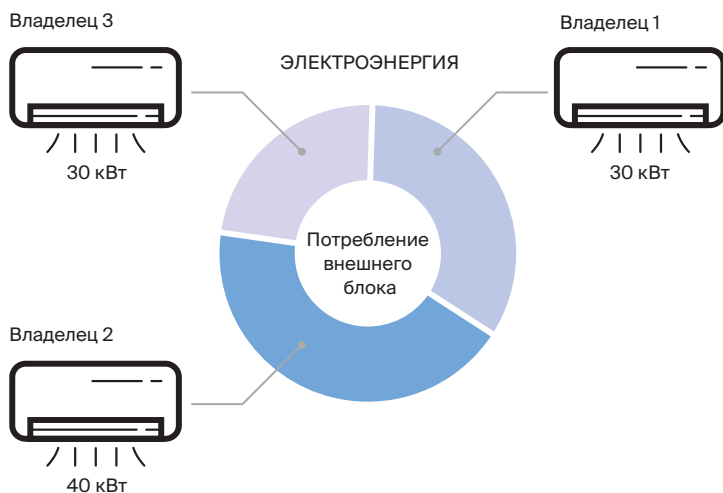 Владелец 3
Владелец 1
ЭЛЕКТРОЭНЕРГИЯ
30 кВт
30 кВт
Потребление
внешнего
блока
Владелец 2
40 кВт